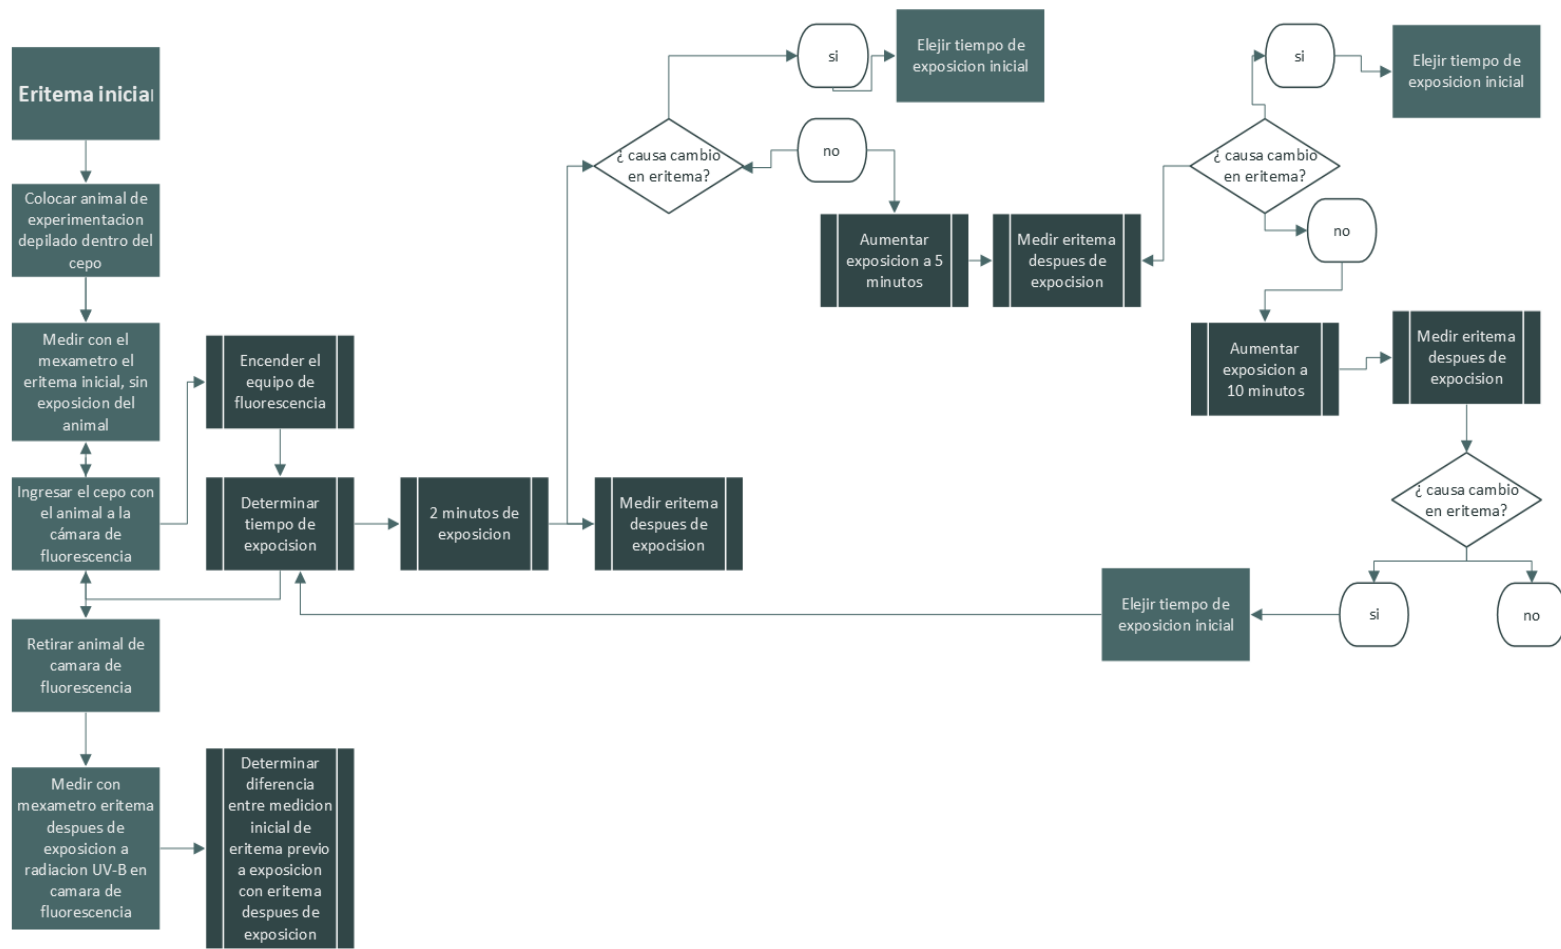 Eritema inicial
Colocar animal de
experimentacion
depilado dentro del
cepo
Medir con el
mexametro el
eritema inicial, sin
exposicion del
animal
Ingresar el cepo con
el animal a la
cámara de
fluorescencia
Retirar animal de
camara de
fluorescencia
Medir con
mexametro eritema
despues de
exposicion a
radiacion UV-B en
camara de
fluorescencia
Determinar
diferencia
entre medicion
inicial de
eritema previo
a exposicion
con eritema
despues de
exposicion
Encender el
equipo de
fluorescencia
Determinar
tiempo de
expocision
2 minutos de
exposicion
Medir eritema
despues de
expocision
¿ causa cambio
en eritema?
si
Elejir tiempo de
exposicion inicial
no
Aumentar
exposicion a 5
minutos
Medir eritema
despues de
expocision
¿ causa cambio
en eritema?
si
Elejir tiempo de
exposicion inicial
no
Aumentar
exposicion a
10 minutos
Medir eritema
despues de
expocision
¿ causa cambio
en eritema?
si
no
Elejir tiempo de
exposicion inicial